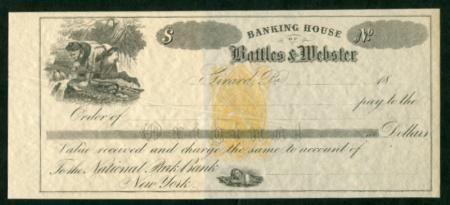 $ BANKING HOUSE No
OF
Battles & Webster
Girard, Pa. 18
pay to the
Order of
Dollars
Value received and charge the same to account of
To the National Park Bank
New York